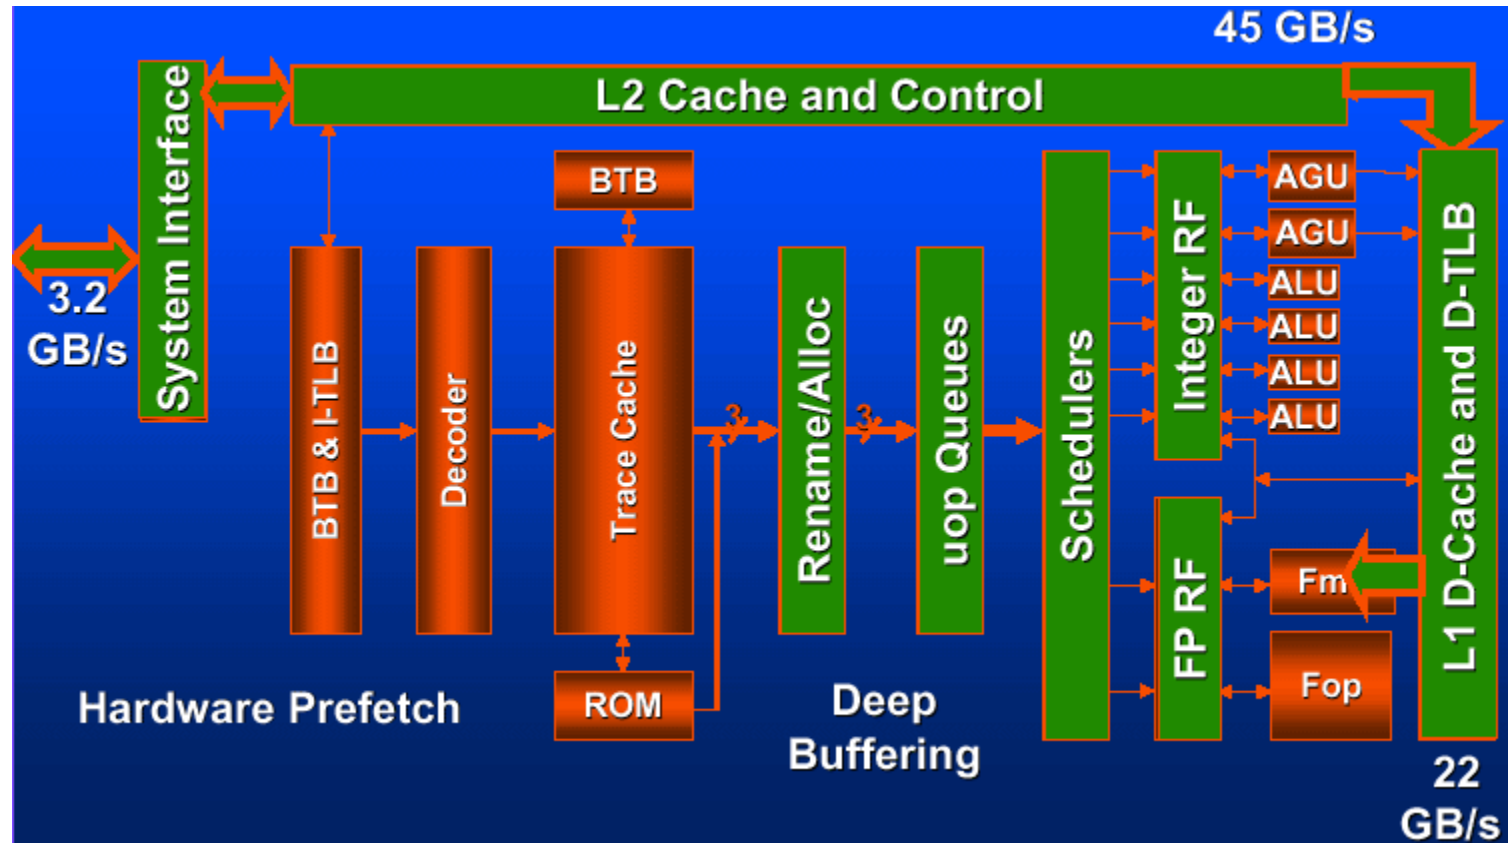 45 GB/s
L2 Cache and Control
System Interface
3.2
GB/s
BTB
BTB & I-TLB
Decoder
Trace Cache
ROM
3
Rename/Alloc
3
uop Queues
Schedulers
Integer RF
FP RF
AGU
AGU
ALU
ALU
ALU
ALU
Fm
Fop
L1 D-Cache and D-TLB
Hardware Prefetch
Deep
Buffering
22
GB/s